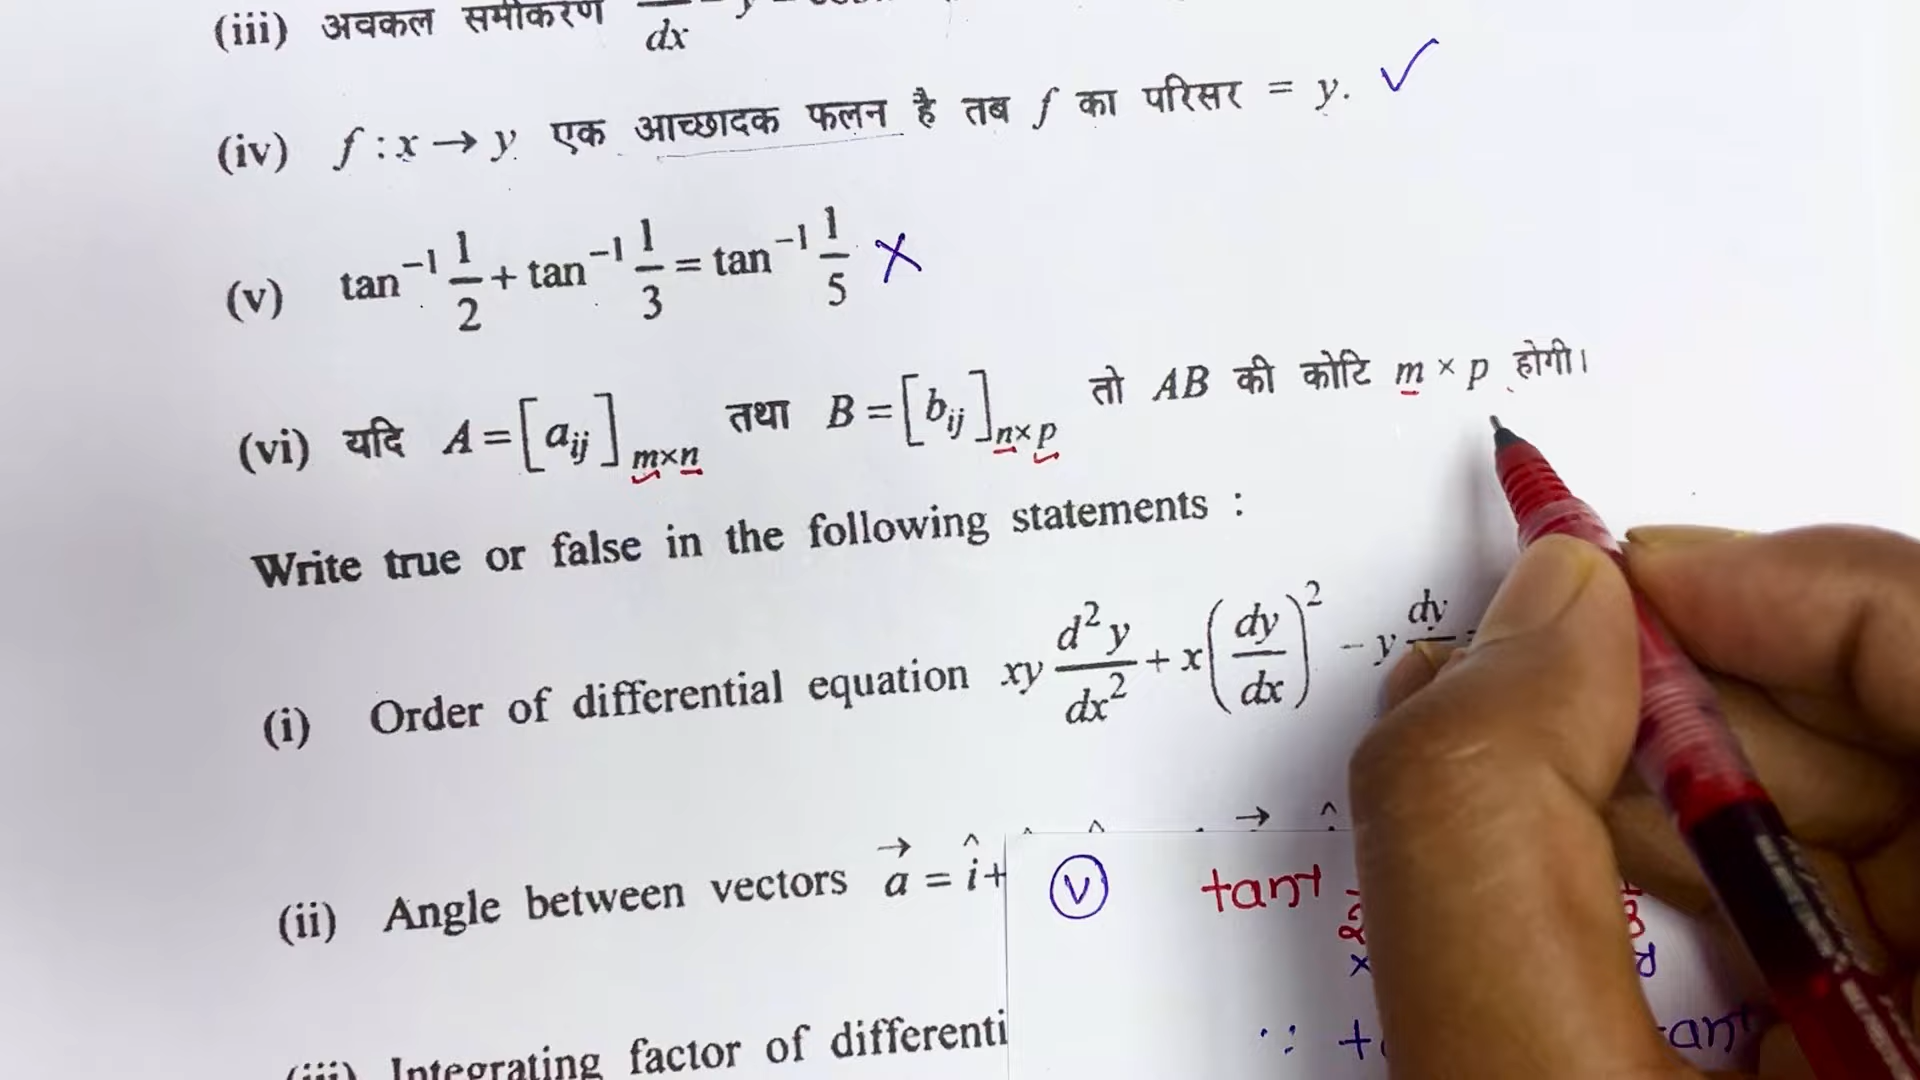 (iii) अवकल समीकरण dx y
(iv) f : x → y एक आच्छादक फलन है तब f का परिसर = y. ✓
(v) tan⁻¹ 1/2 + tan⁻¹ 1/3 = tan⁻¹ 1/5 ✗
(vi) यदि A = [aᵢⱼ]ₘ×ₙ तथा B = [bᵢⱼ]ₙ×ₚ तो AB की कोटि m × p होगी।
Write true or false in the following statements :
(i) Order of differential equation xy d²y/dx² + x(dy/dx)² − y dy
(ii) Angle between vectors a⃗ = î +
(v) tan⁻¹
∵
(iii) Integrating factor of differenti